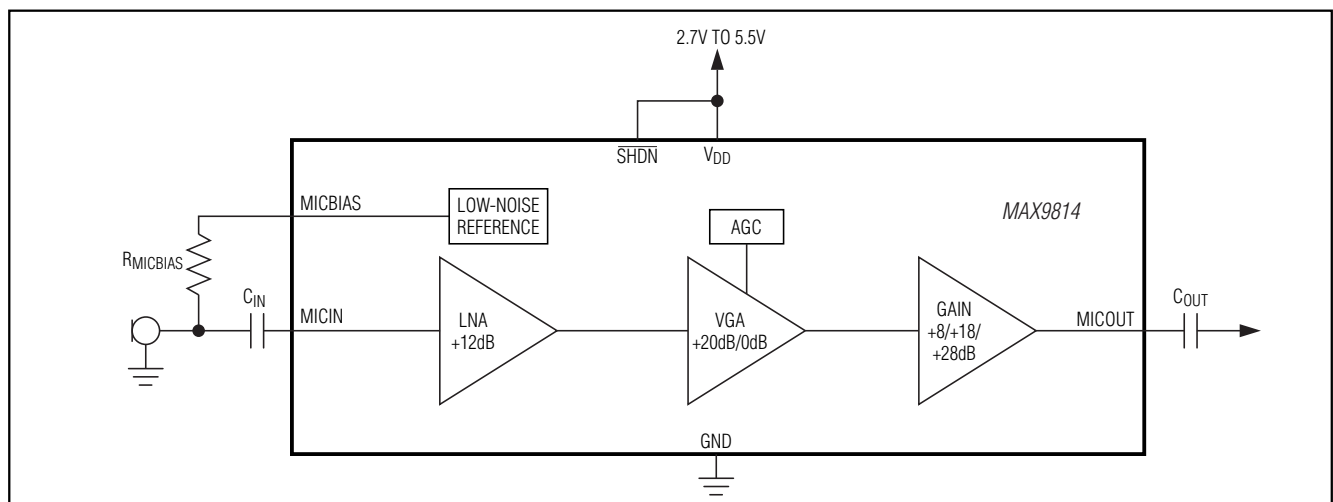 2.7V TO 5.5V
SHDN
VDD
MICBIAS
LOW-NOISE
REFERENCE
MAX9814
AGC
RMICBIAS
CIN
MICIN
LNA
+12dB
VGA
+20dB/0dB
GAIN
+8/+18/
+28dB
MICOUT
COUT
GND